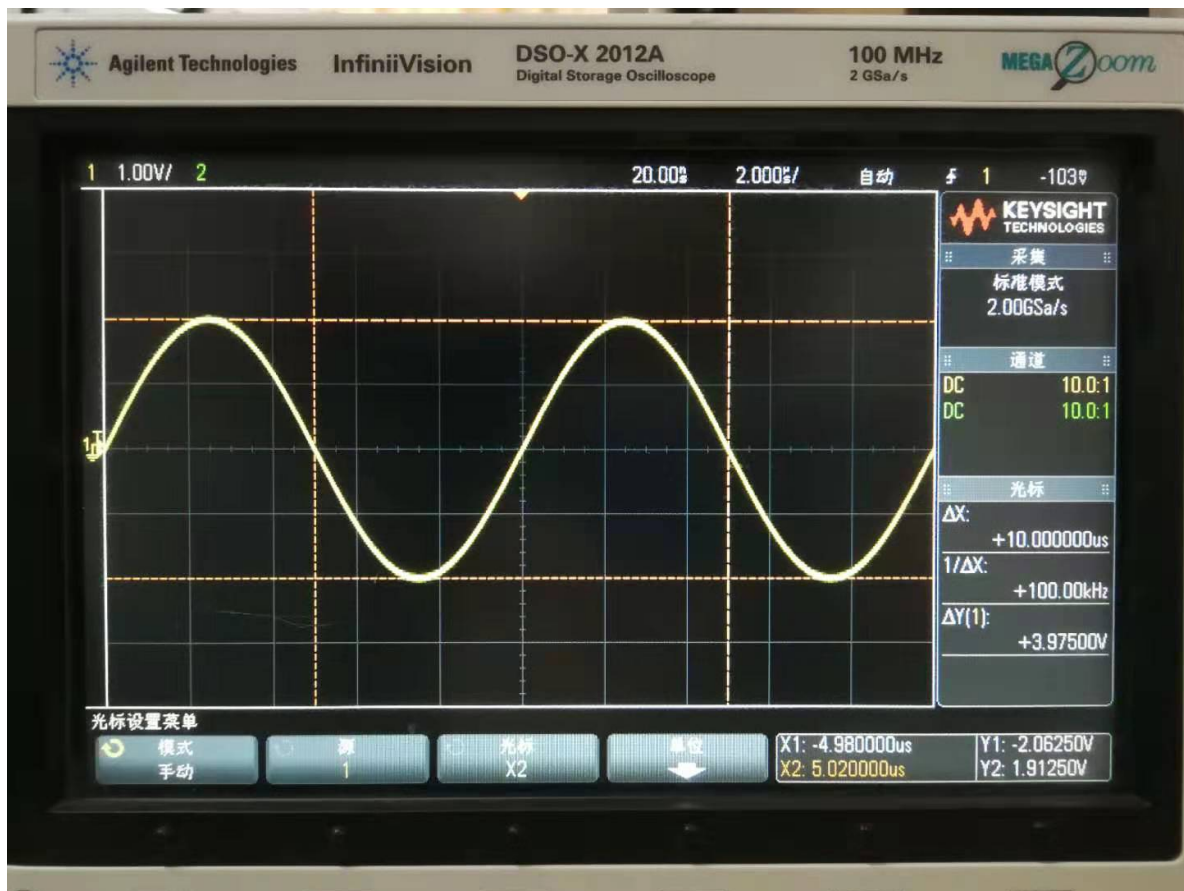 Agilent Technologies InfiniiVision DSO-X 2012A 100 MHz MEGA Zoom
Digital Storage Oscilloscope 2 GSa/s
1 1.00V/ 2 20.00ns 2.000us/ 自动 1 -103mV
KEYSIGHT
TECHNOLOGIES
采集
标准模式
2.00GSa/s
通道
DC 10.0:1
DC 10.0:1
光标
ΔX:
+10.000000us
1/ΔX:
+100.00kHz
ΔY(1):
+3.97500V
光标设置菜单
模式 源 光标 单位
手动 1 X2
X1: -4.980000us Y1: -2.06250V
X2: 5.020000us Y2: 1.91250V